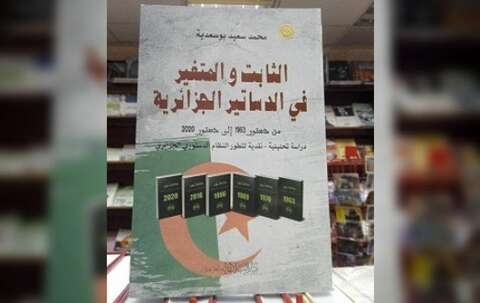 محمد سعيد بوسعدية
الثابت و المتغير
في الدساتير الجزائرية
من دستور 1963 إلى دستور 2020
دراسة تحليلية - نقدية لتطور النظام الدستوري الجزائري
2020
2016
1996
1989
1976
1963